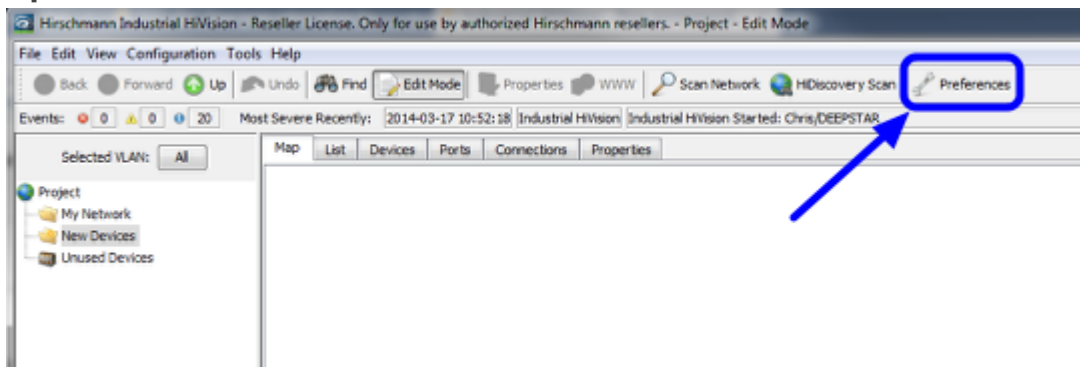 Hirschmann Industrial HiVision - Reseller License. Only for use by authorized Hirschmann resellers. - Project - Edit Mode
File Edit View Configuration Tools Help
Back Forward Up Undo Find Edit Mode Properties WWW Scan Network HiDiscovery Scan Preferences
Events: 0 0 20 Most Severe Recently: 2014-03-17 10:52:18 Industrial HiVision Industrial HiVision Started: Chris/DEEPSTAR
Selected VLAN: All Map List Devices Ports Connections Properties
Project
My Network
New Devices
Unused Devices